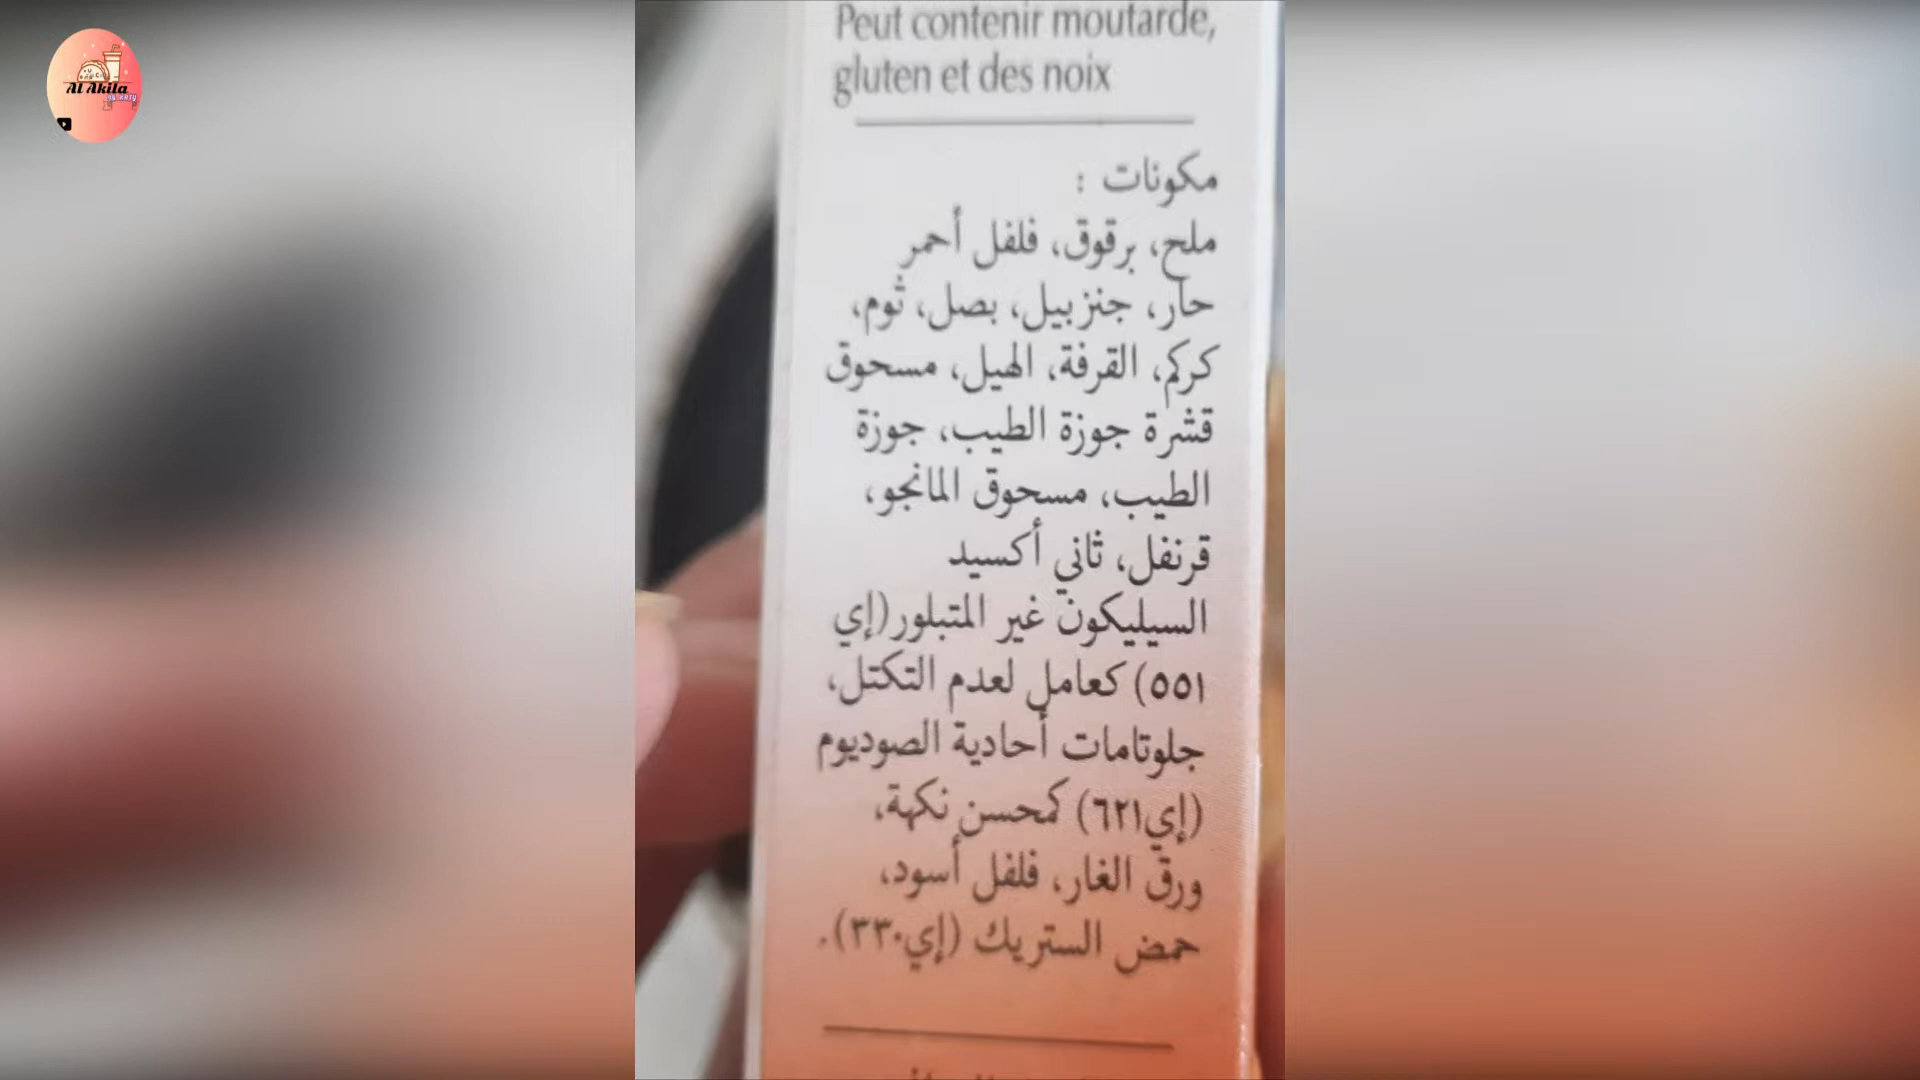 Al Akila
Peut contenir moutarde,
gluten et des noix
مكونات :
ملح، برقوق، فلفل أحمر
حار، جنزبيل، بصل، ثوم،
كركم، القرفة، الهيل، مسحوق
قشرة جوزة الطيب، جوزة
الطيب، مسحوق المانجو،
قرنفل، ثاني أكسيد
السيليكون غير المتبلور(إي
٥٥١) كعامل لعدم التكتل،
جلوتامات أحادية الصوديوم
(إي٦٢١) كمحسن نكهة،
ورق الغار، فلفل أسود،
حمض الستريك (إي٣٣٠).